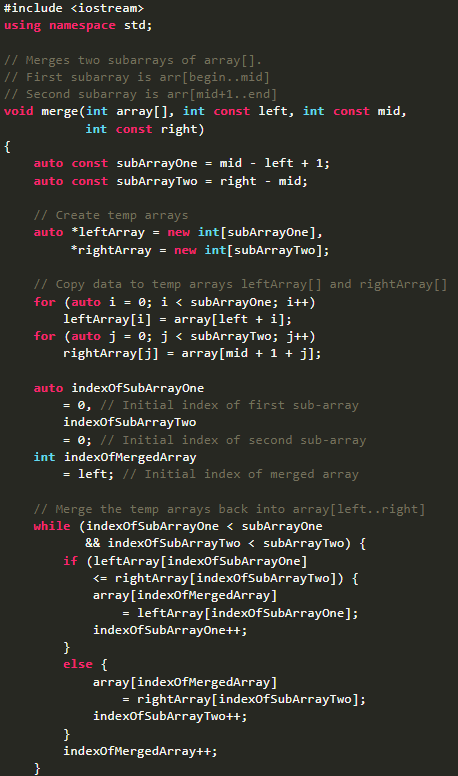 #include <iostream>
using namespace std;

// Merges two subarrays of array[].
// First subarray is arr[begin..mid]
// Second subarray is arr[mid+1..end]
void merge(int array[], int const left, int const mid,
           int const right)
{
    auto const subArrayOne = mid - left + 1;
    auto const subArrayTwo = right - mid;

    // Create temp arrays
    auto *leftArray = new int[subArrayOne],
         *rightArray = new int[subArrayTwo];

    // Copy data to temp arrays leftArray[] and rightArray[]
    for (auto i = 0; i < subArrayOne; i++)
        leftArray[i] = array[left + i];
    for (auto j = 0; j < subArrayTwo; j++)
        rightArray[j] = array[mid + 1 + j];

    auto indexOfSubArrayOne
        = 0, // Initial index of first sub-array
        indexOfSubArrayTwo
        = 0; // Initial index of second sub-array
    int indexOfMergedArray
        = left; // Initial index of merged array

    // Merge the temp arrays back into array[left..right]
    while (indexOfSubArrayOne < subArrayOne
           && indexOfSubArrayTwo < subArrayTwo) {
        if (leftArray[indexOfSubArrayOne]
            <= rightArray[indexOfSubArrayTwo]) {
            array[indexOfMergedArray]
                = leftArray[indexOfSubArrayOne];
            indexOfSubArrayOne++;
        }
        else {
            array[indexOfMergedArray]
                = rightArray[indexOfSubArrayTwo];
            indexOfSubArrayTwo++;
        }
        indexOfMergedArray++;
    }